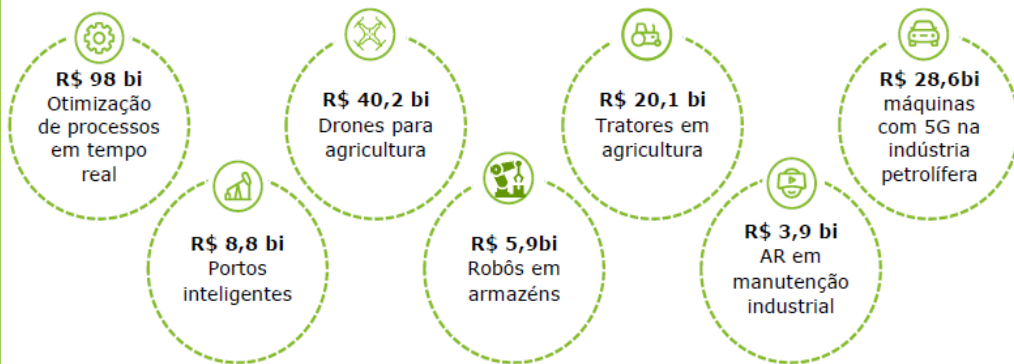 R$ 98 bi
Otimização
de processos
em tempo
real
R$ 8,8 bi
Portos
inteligentes
R$ 40,2 bi
Drones para
agricultura
R$ 5,9bi
Robôs em
armazéns
R$ 20,1 bi
Tratores em
agricultura
R$ 3,9 bi
AR em
manutenção
industrial
R$ 28,6bi
máquinas
com 5G na
indústria
petrolífera